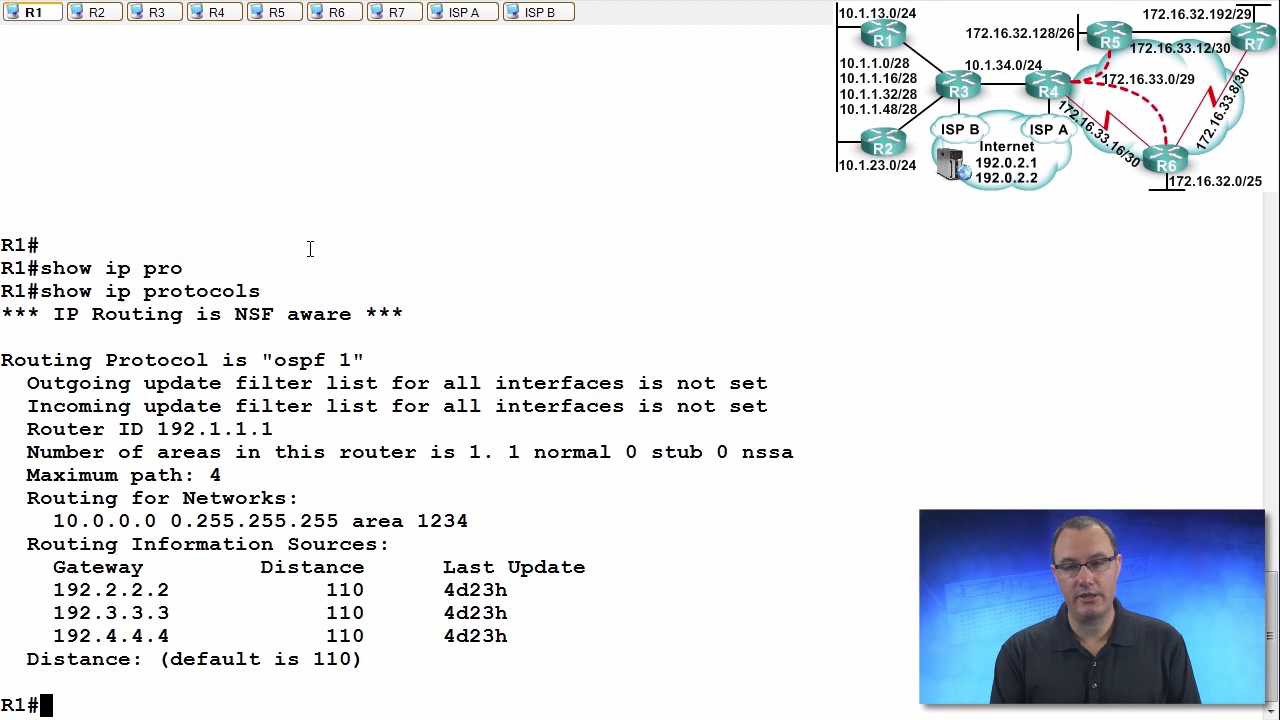 R1 R2 R3 R4 R5 R6 R7 ISP A ISP B
10.1.13.0/24
172.16.32.192/29
R1
172.16.32.128/26
R5
R7
172.16.33.12/30
10.1.1.0/28
10.1.1.16/28
10.1.1.32/28
10.1.1.48/28
10.1.34.0/24
R3
R4
172.16.33.0/29
172.16.33.8/30
172.16.33.16/30
ISP B
ISP A
R2
Internet
192.0.2.1
192.0.2.2
R6
10.1.23.0/24
172.16.32.0/25
R1#
R1#show ip pro
R1#show ip protocols
*** IP Routing is NSF aware ***
Routing Protocol is "ospf 1"
Outgoing update filter list for all interfaces is not set
Incoming update filter list for all interfaces is not set
Router ID 192.1.1.1
Number of areas in this router is 1. 1 normal 0 stub 0 nssa
Maximum path: 4
Routing for Networks:
10.0.0.0 0.255.255.255 area 1234
Routing Information Sources:
Gateway Distance Last Update
192.2.2.2 110 4d23h
192.3.3.3 110 4d23h
192.4.4.4 110 4d23h
Distance: (default is 110)
R1#